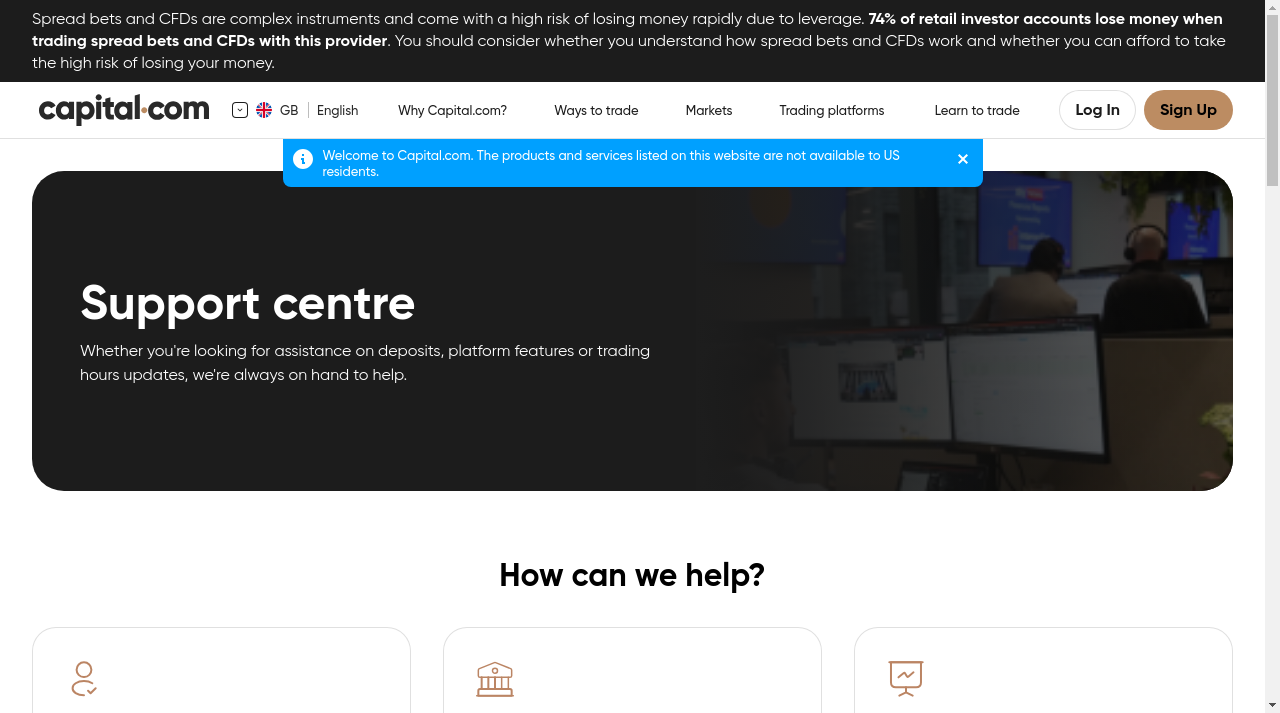 Spread bets and CFDs are complex instruments and come with a high risk of losing money rapidly due to leverage. 74% of retail investor accounts lose money when
trading spread bets and CFDs with this provider. You should consider whether you understand how spread bets and CFDs work and whether you can afford to take
the high risk of losing your money.
capital.com GB English Why Capital.com? Ways to trade Markets Trading platforms Learn to trade Log In Sign Up
Welcome to Capital.com. The products and services listed on this website are not available to US
residents.
Support centre
Whether you're looking for assistance on deposits, platform features or trading
hours updates, we're always on hand to help.
How can we help?